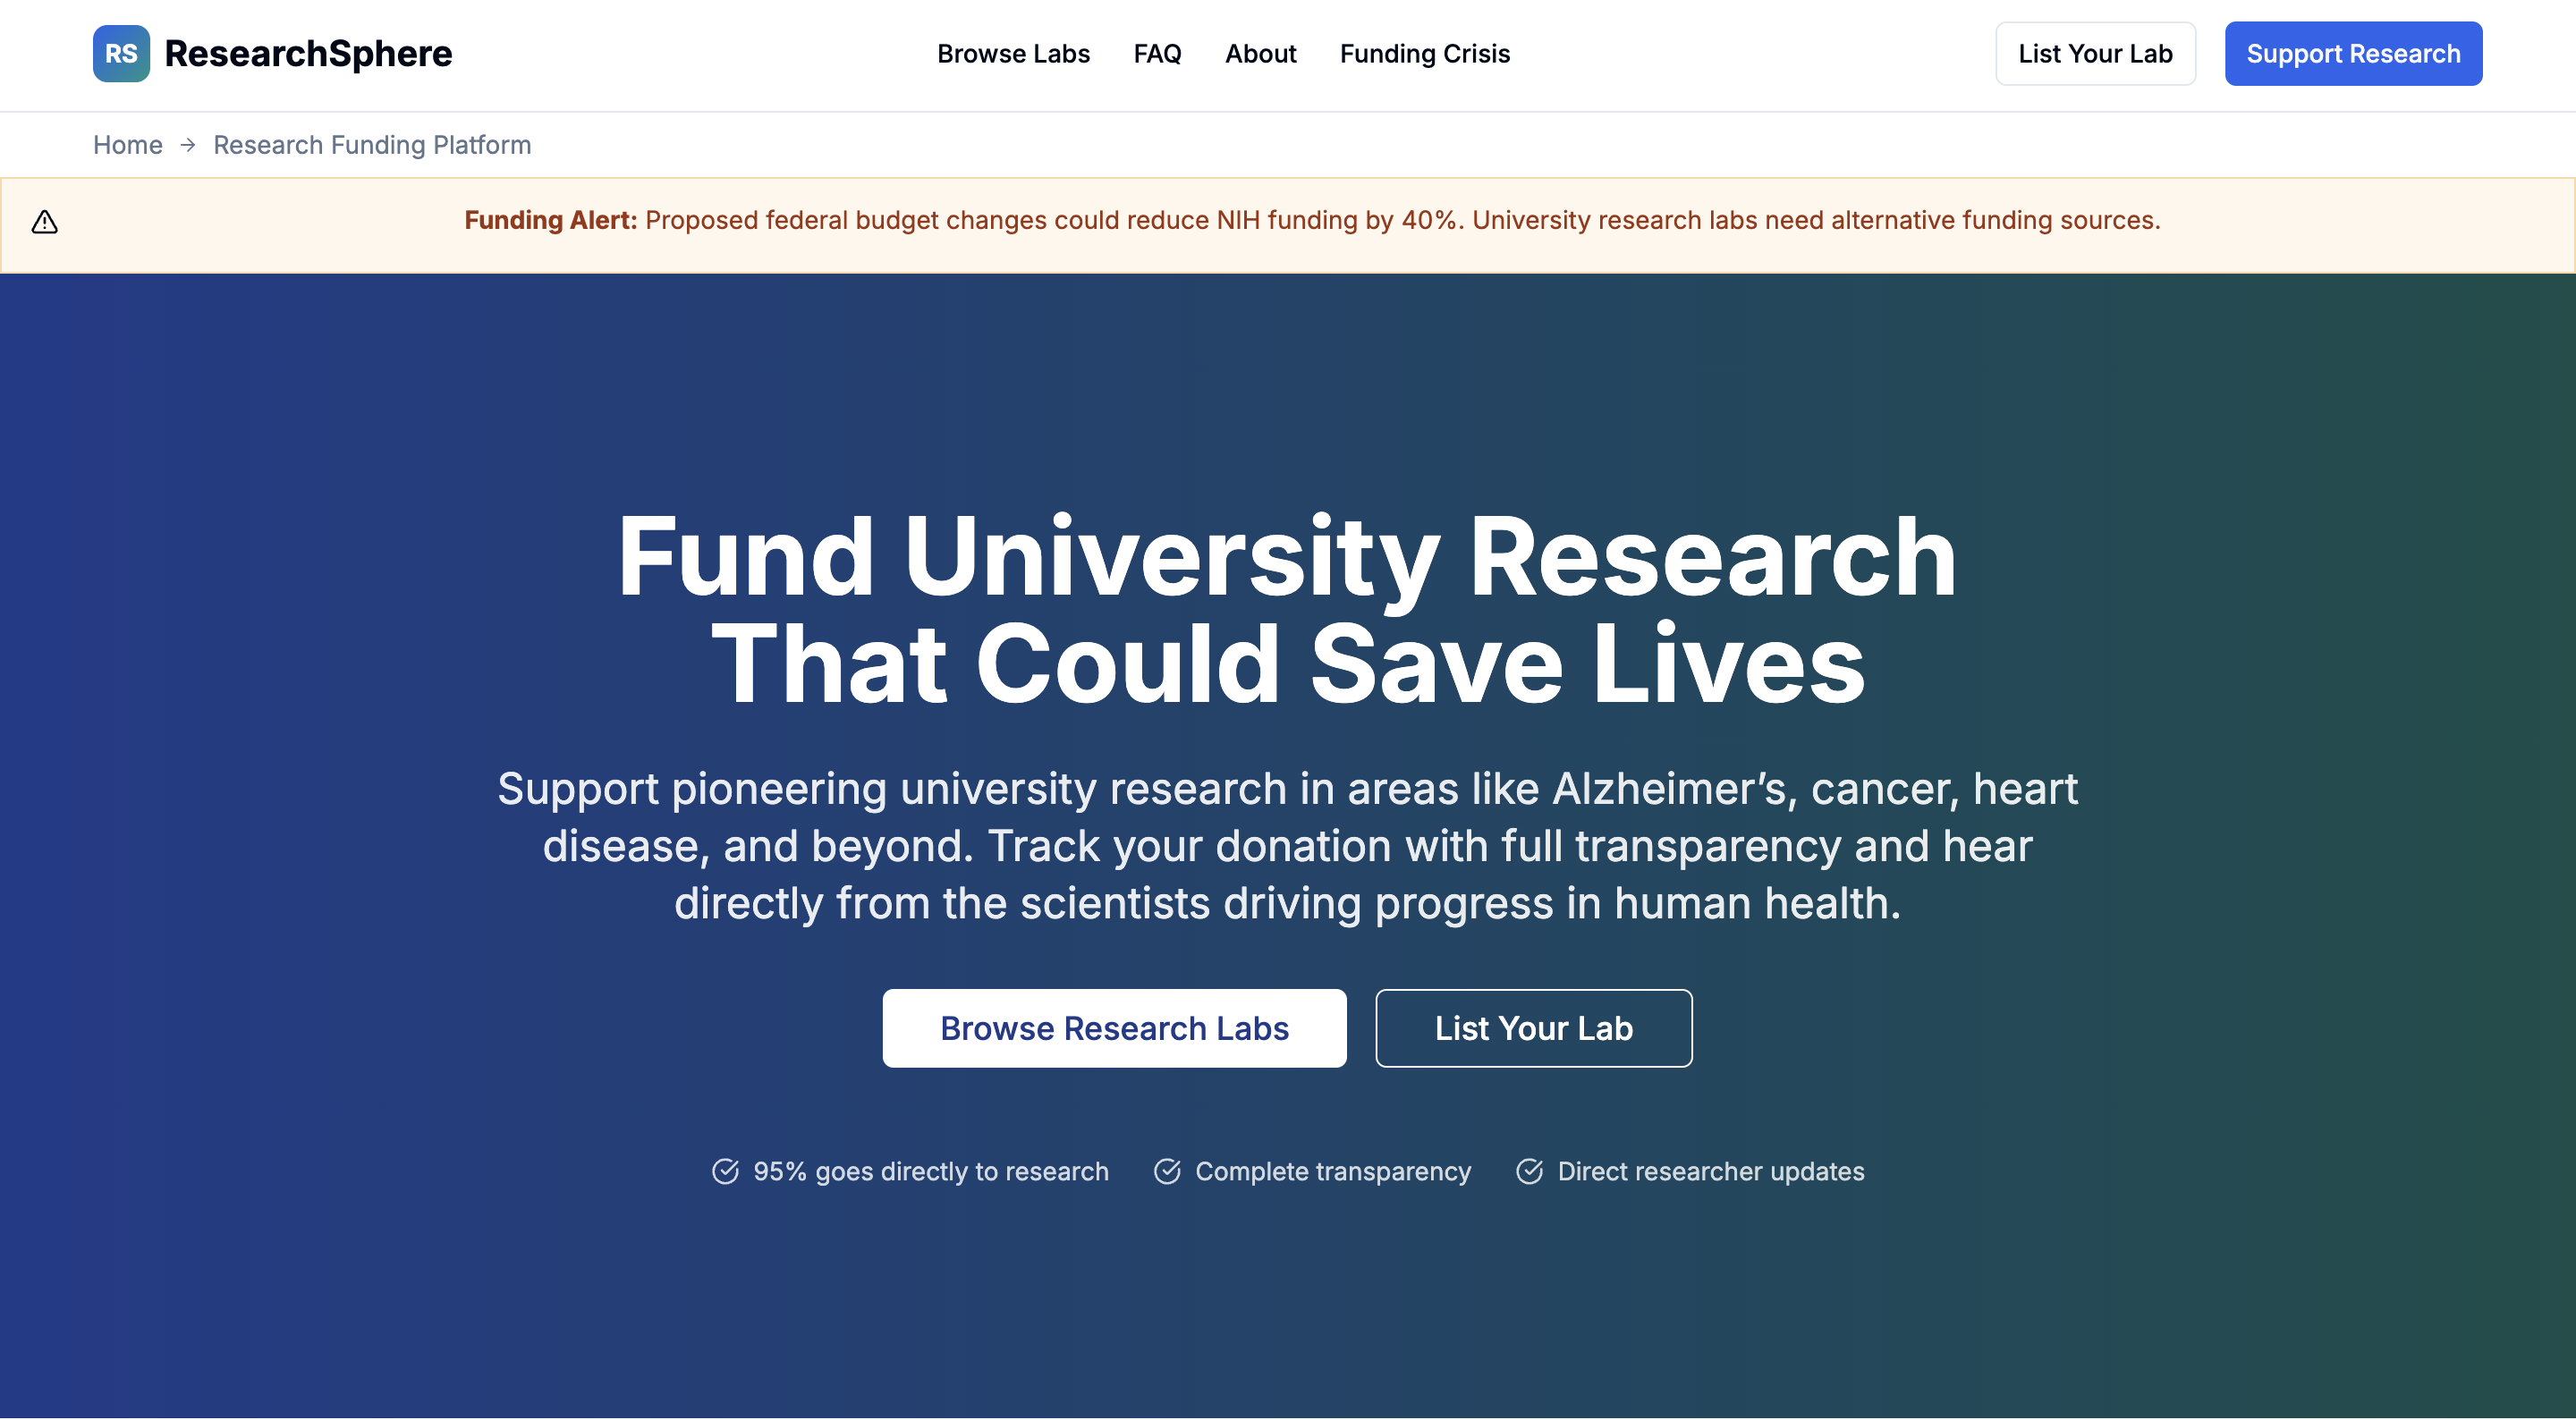 RS ResearchSphere
Browse Labs FAQ About Funding Crisis
List Your Lab Support Research
Home → Research Funding Platform
Funding Alert: Proposed federal budget changes could reduce NIH funding by 40%. University research labs need alternative funding sources.
Fund University Research
That Could Save Lives
Support pioneering university research in areas like Alzheimer’s, cancer, heart
disease, and beyond. Track your donation with full transparency and hear
directly from the scientists driving progress in human health.
Browse Research Labs List Your Lab
95% goes directly to research Complete transparency Direct researcher updates